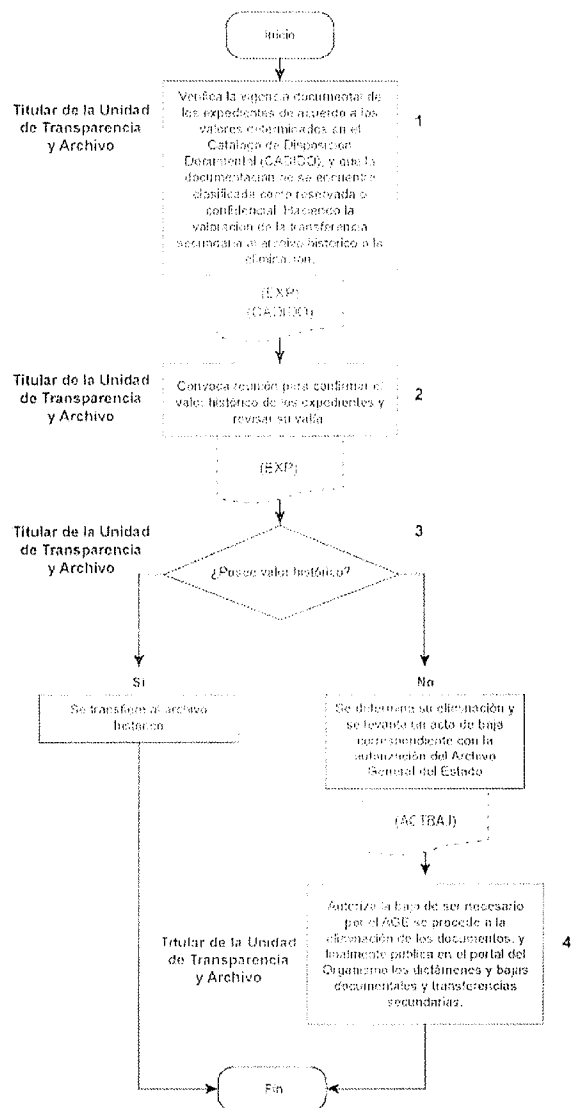 Inicio
Titular de la Unidad
de Transparencia
y Archivo
Verifica la vigencia documental de
los expedientes de acuerdo a los
valores determinados en el
Catálogo de Disposición
Documental (CADIDO), y que la
documentación no se encuentre
clasificada como reservada o
confidencial. Haciendo la
valoración de la transferencia
secundaria al archivo histórico o la
eliminación.
1
(EXP)
(CADIDO)
Titular de la Unidad
de Transparencia
y Archivo
Convoca reunión para confirmar el
valor histórico de los expedientes y
revisar su valía
2
(EXP)
Titular de la Unidad
de Transparencia
y Archivo
3
¿Posee valor histórico?
Si
No
Se transfiere al archivo
histórico
Se determina su eliminación y
se levanta un acta de baja
correspondiente con la
autorización del Archivo
General del Estado
(ACTBAJ)
Titular de la Unidad
de Transparencia
y Archivo
Autoriza la baja de ser necesario
por el AGE se procede a la
eliminación de los documentos, y
finalmente publica en el portal del
Organismo los dictámenes y bajas
documentales y transferencias
secundarias.
4
Fin